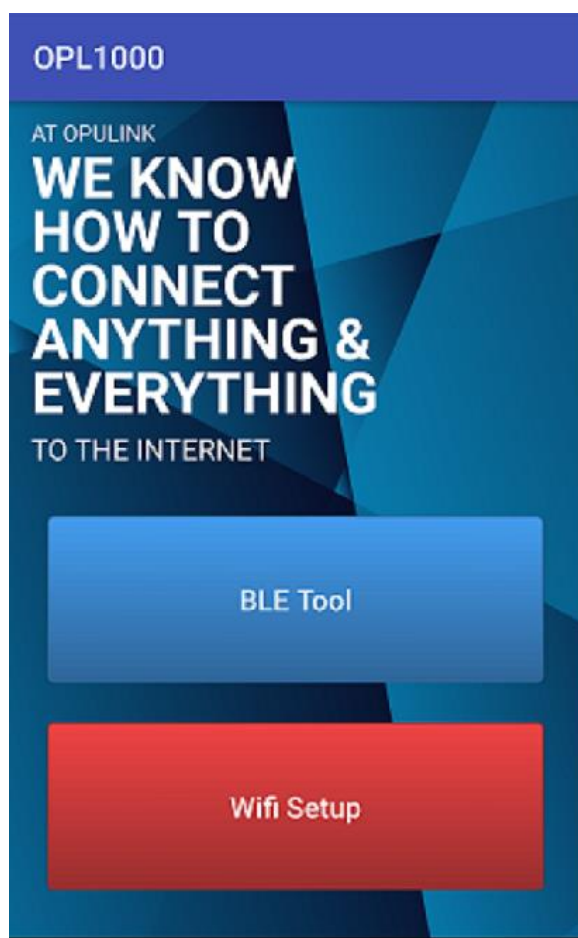 OPL1000
AT OPULINK
WE KNOW
HOW TO
CONNECT
ANYTHING &
EVERYTHING
TO THE INTERNET
BLE Tool
Wifi Setup